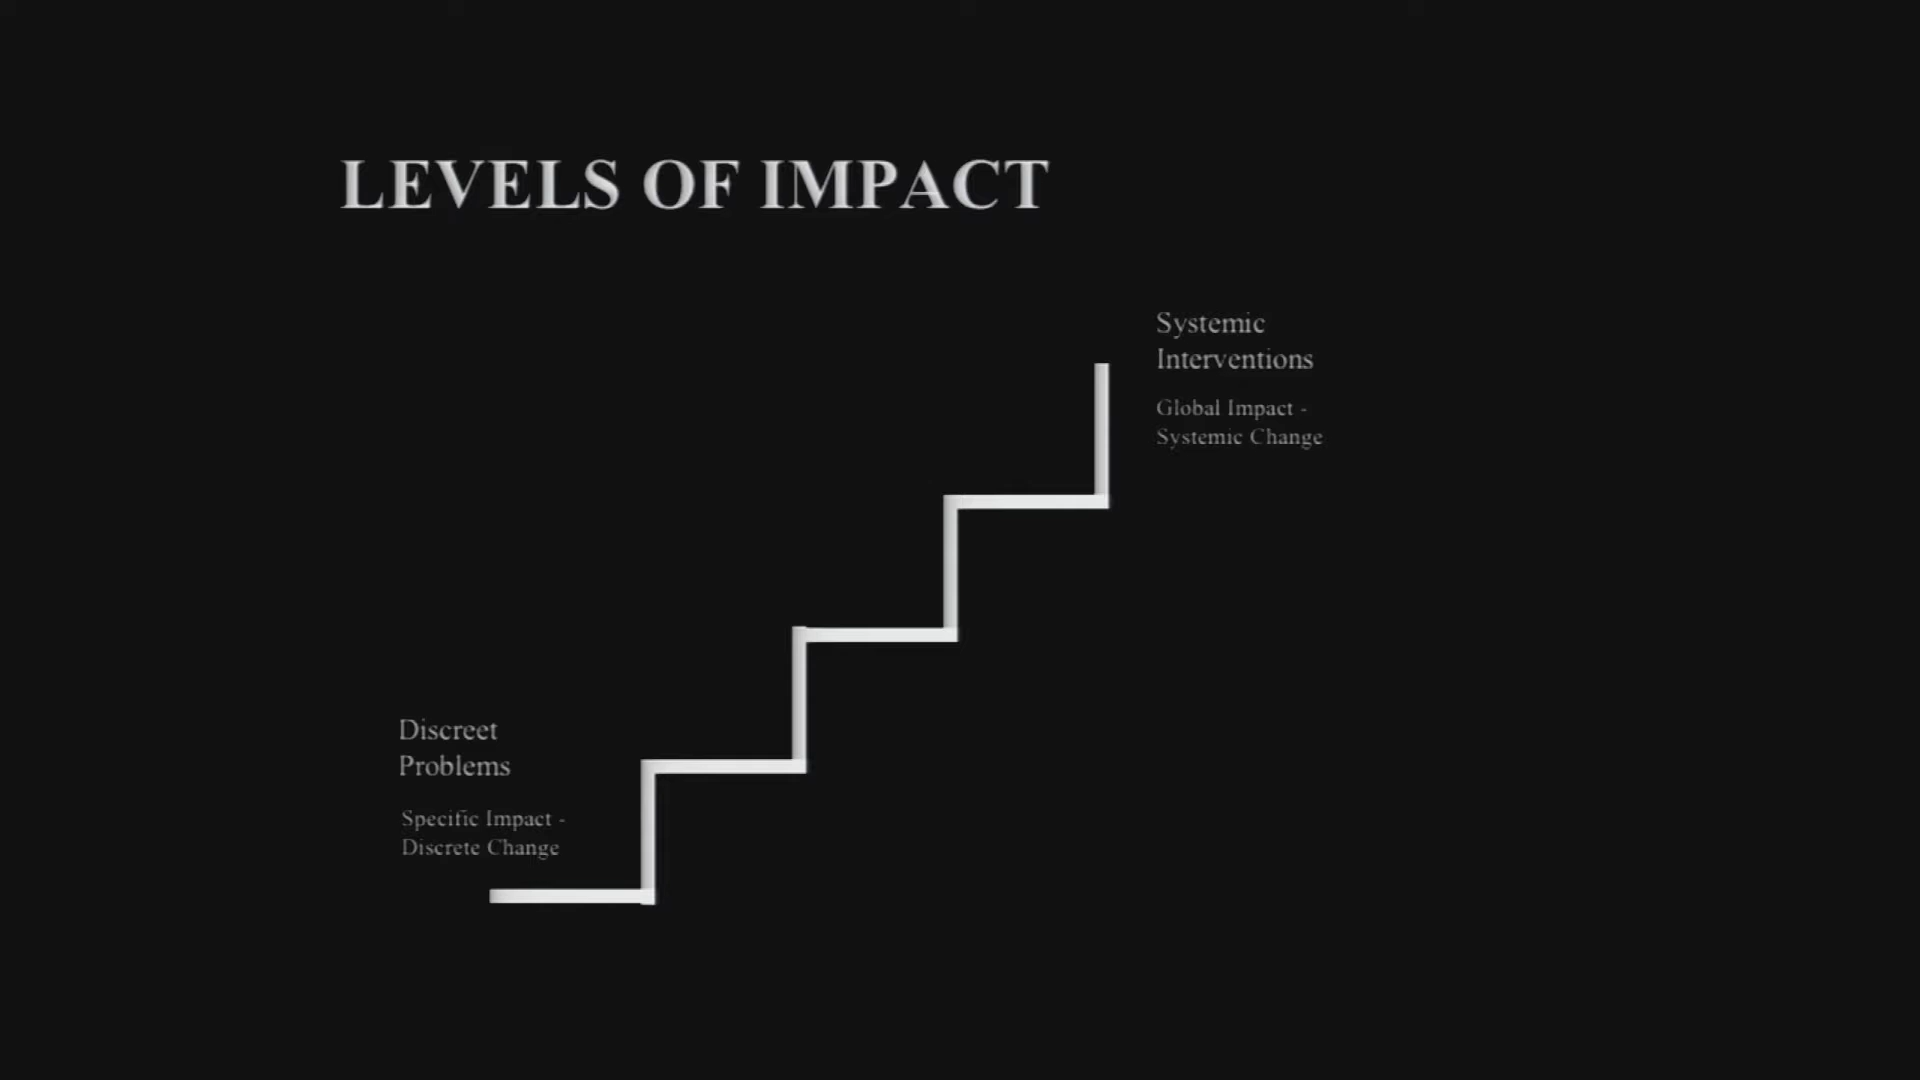 LEVELS OF IMPACT
Systemic
Interventions
Global Impact -
Systemic Change
Discreet
Problems
Specific Impact -
Discrete Change